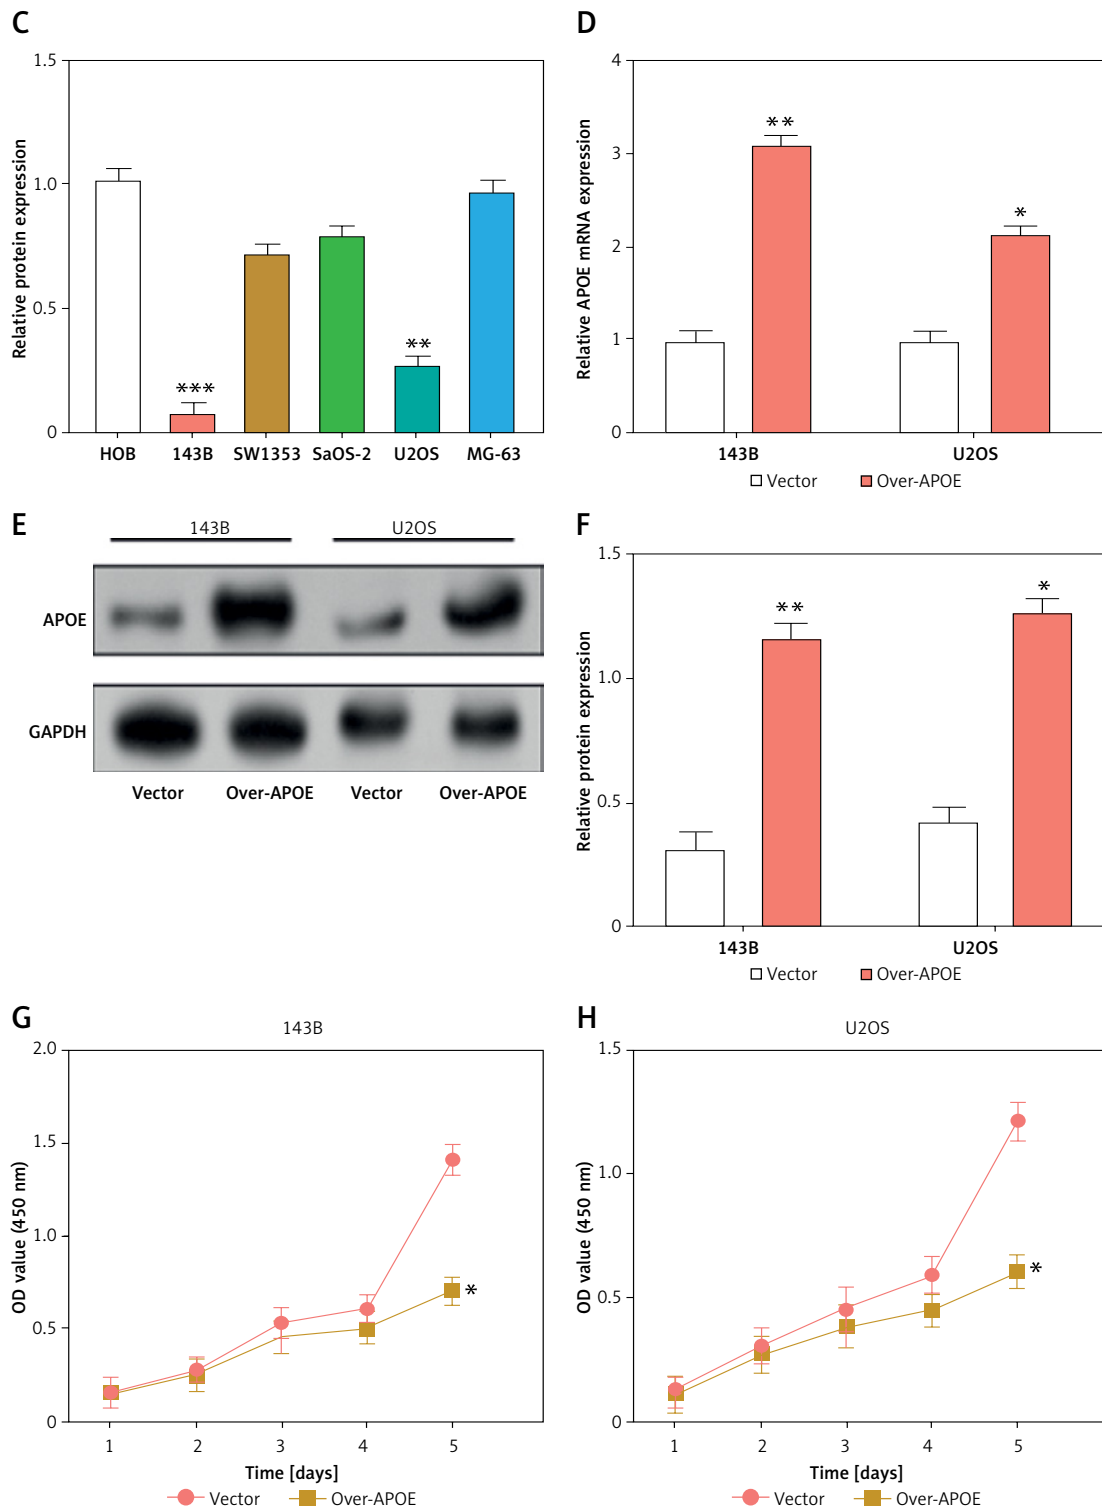 C
Relative protein expression
1.5
1.0
0.5
0
***
**
HOB 143B SW1353 SaOS-2 U2OS MG-63
D
Relative APOE mRNA expression
4
3
2
1
0
**
*
143B U2OS
Vector Over-APOE
E
143B U2OS
APOE
GAPDH
Vector Over-APOE Vector Over-APOE
F
Relative protein expression
1.5
1.0
0.5
0
**
*
143B U2OS
Vector Over-APOE
G
143B
OD value (450 nm)
2.0
1.5
1.0
0.5
0
*
1 2 3 4 5
Time [days]
Vector Over-APOE
H
U2OS
OD value (450 nm)
1.5
1.0
0.5
0
*
1 2 3 4 5
Time [days]
Vector Over-APOE